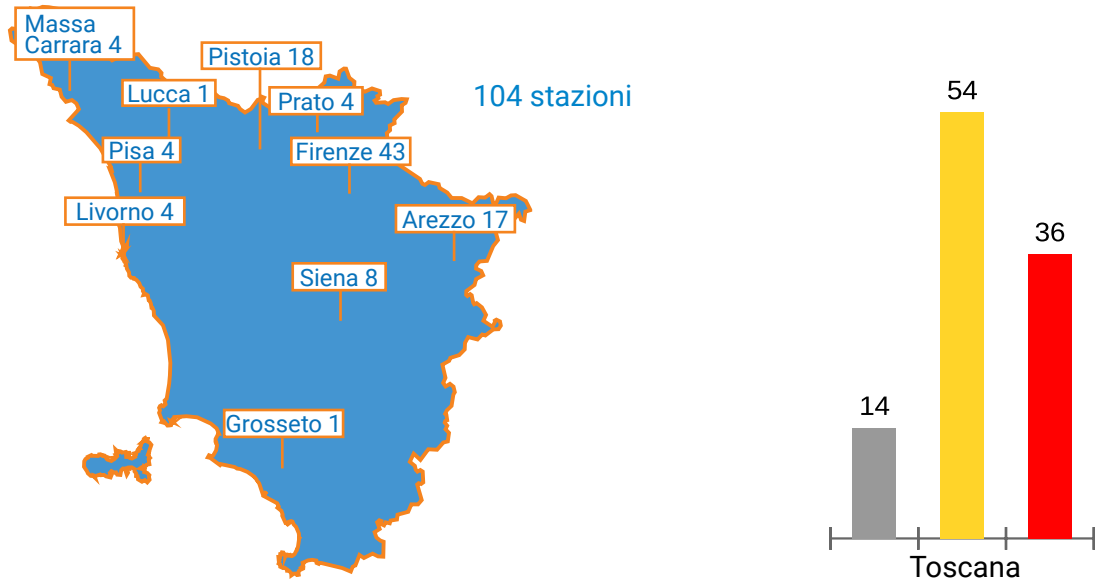 Massa
Carrara 4
Pistoia 18
Lucca 1
Prato 4
104 stazioni
Pisa 4
Firenze 43
Livorno 4
Arezzo 17
Siena 8
Grosseto 1
54
36
14
Toscana